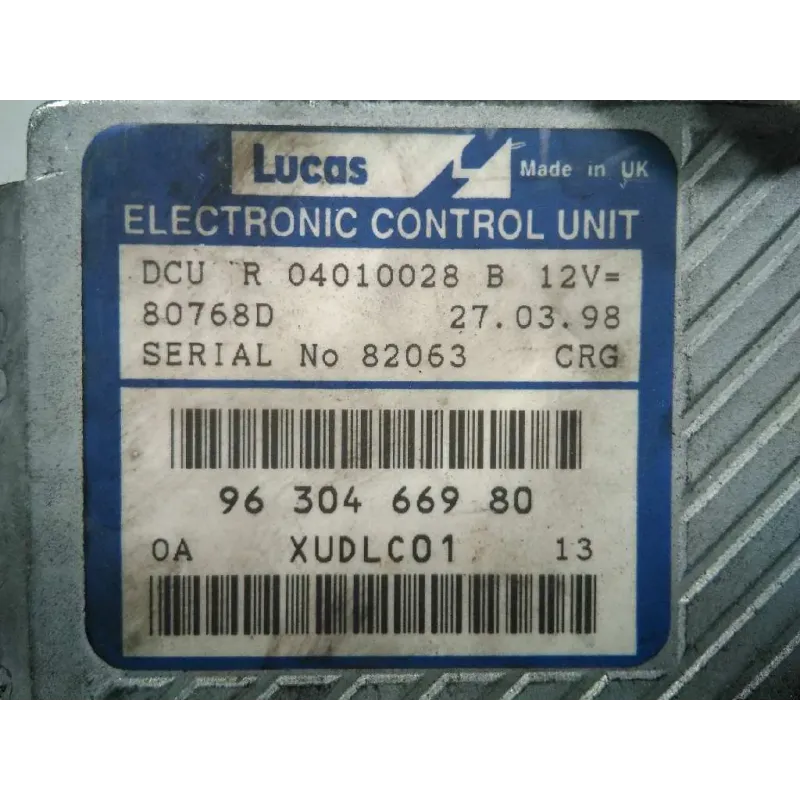 Lucas Made in UK
ELECTRONIC CONTROL UNIT
DCU R 04010028 B 12V=
80768D 27.03.98
SERIAL No 82063 CRG
96 304 669 80
0A XUDLC01 13